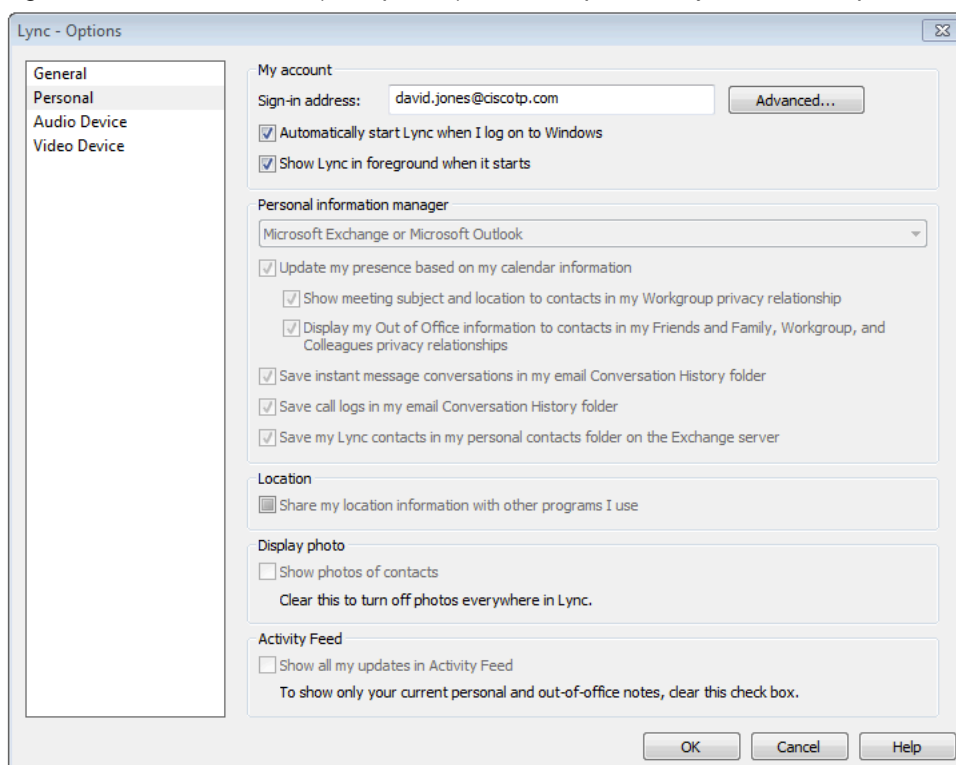 Lync - Options
General
Personal
Audio Device
Video Device
My account
Sign-in address: david.jones@ciscotp.com Advanced...
Automatically start Lync when I log on to Windows
Show Lync in foreground when it starts
Personal information manager
Microsoft Exchange or Microsoft Outlook
Update my presence based on my calendar information
Show meeting subject and location to contacts in my Workgroup privacy relationship
Display my Out of Office information to contacts in my Friends and Family, Workgroup, and
Colleagues privacy relationships
Save instant message conversations in my email Conversation History folder
Save call logs in my email Conversation History folder
Save my Lync contacts in my personal contacts folder on the Exchange server
Location
Share my location information with other programs I use
Display photo
Show photos of contacts
Clear this to turn off photos everywhere in Lync.
Activity Feed
Show all my updates in Activity Feed
To show only your current personal and out-of-office notes, clear this check box.
OK Cancel Help